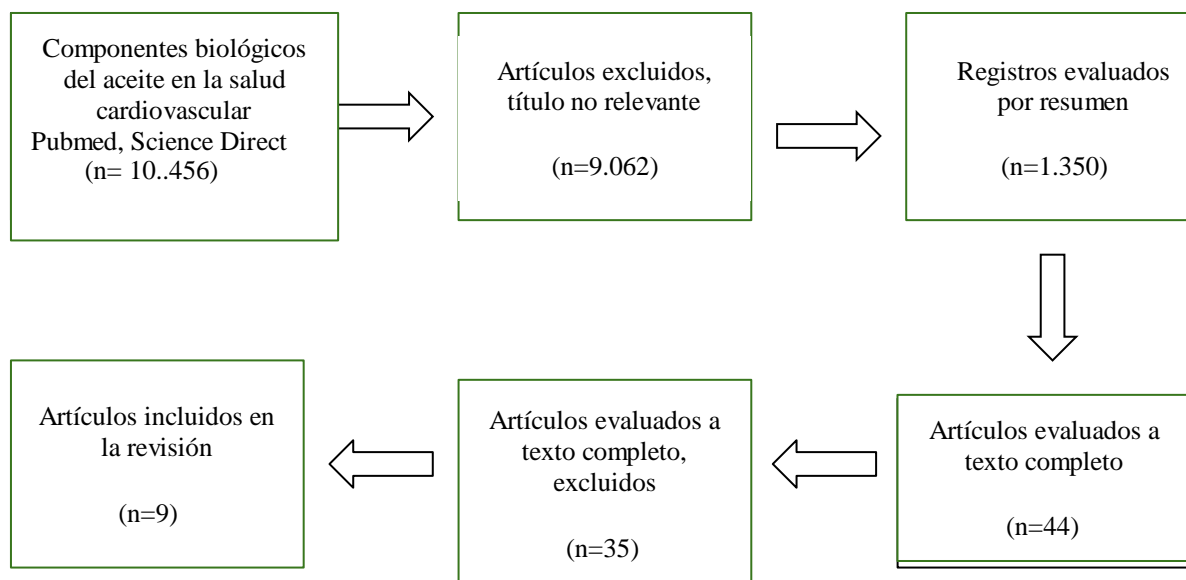 Componentes biológicos
del aceite en la salud
cardiovascular
Pubmed, Science Direct
(n= 10..456)
Artículos excluidos,
título no relevante
(n=9.062)
Registros evaluados
por resumen
(n=1.350)
Artículos evaluados a
texto completo
(n=44)
Artículos evaluados a
texto completo,
excluidos
(n=35)
Artículos incluidos en
la revisión
(n=9)